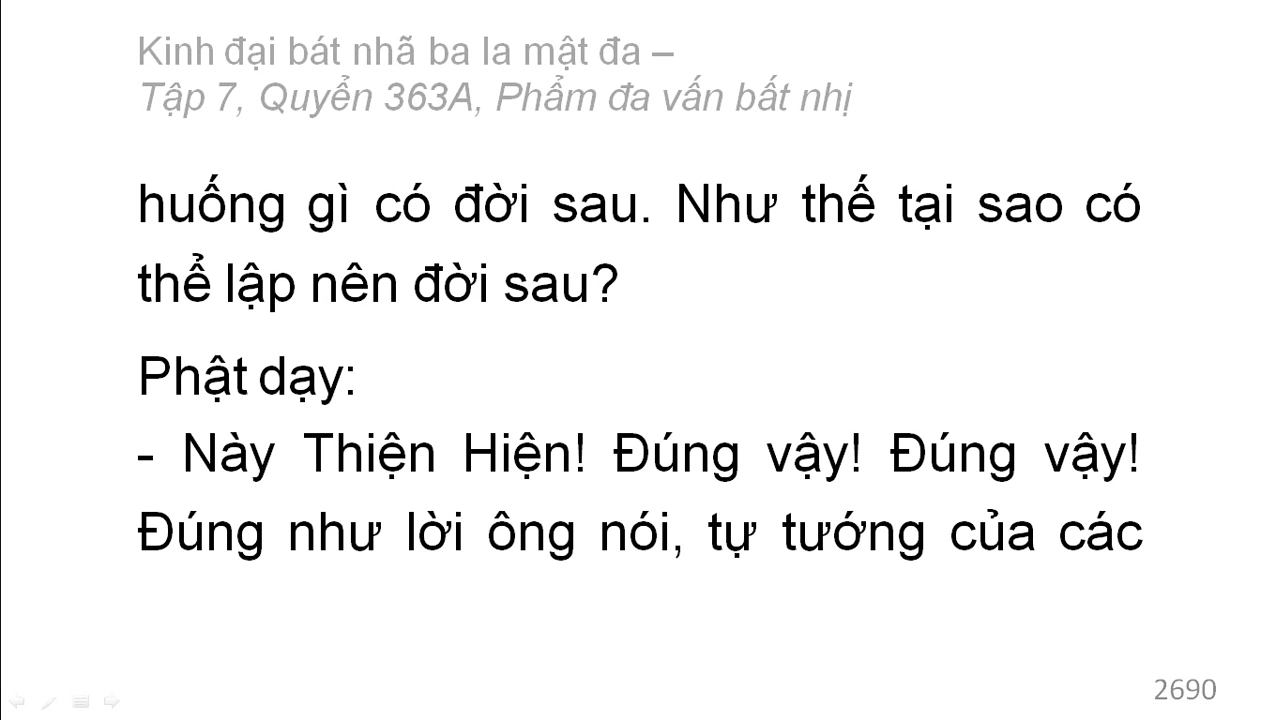 Kinh đại bát nhã ba la mật đa –
Tập 7, Quyển 363A, Phẩm đa vấn bất nhị
huống gì có đời sau. Như thế tại sao có
thể lập nên đời sau?
Phật dạy:
- Này Thiện Hiện! Đúng vậy! Đúng vậy!
Đúng như lời ông nói, tự tướng của các
2690